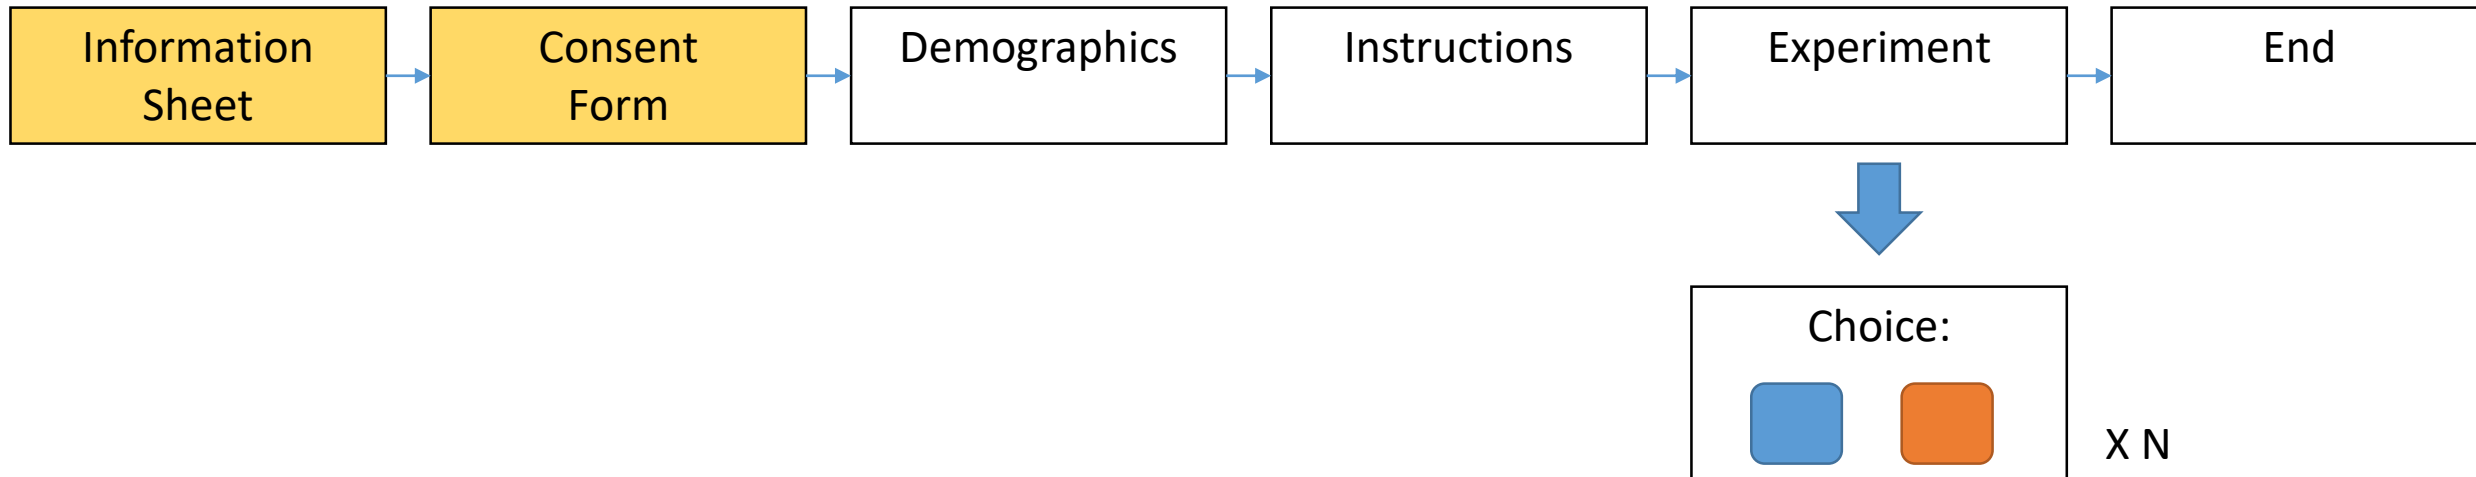 Information
Sheet
Consent
Form
Demographics
Instructions
Experiment
End
Choice:
X N